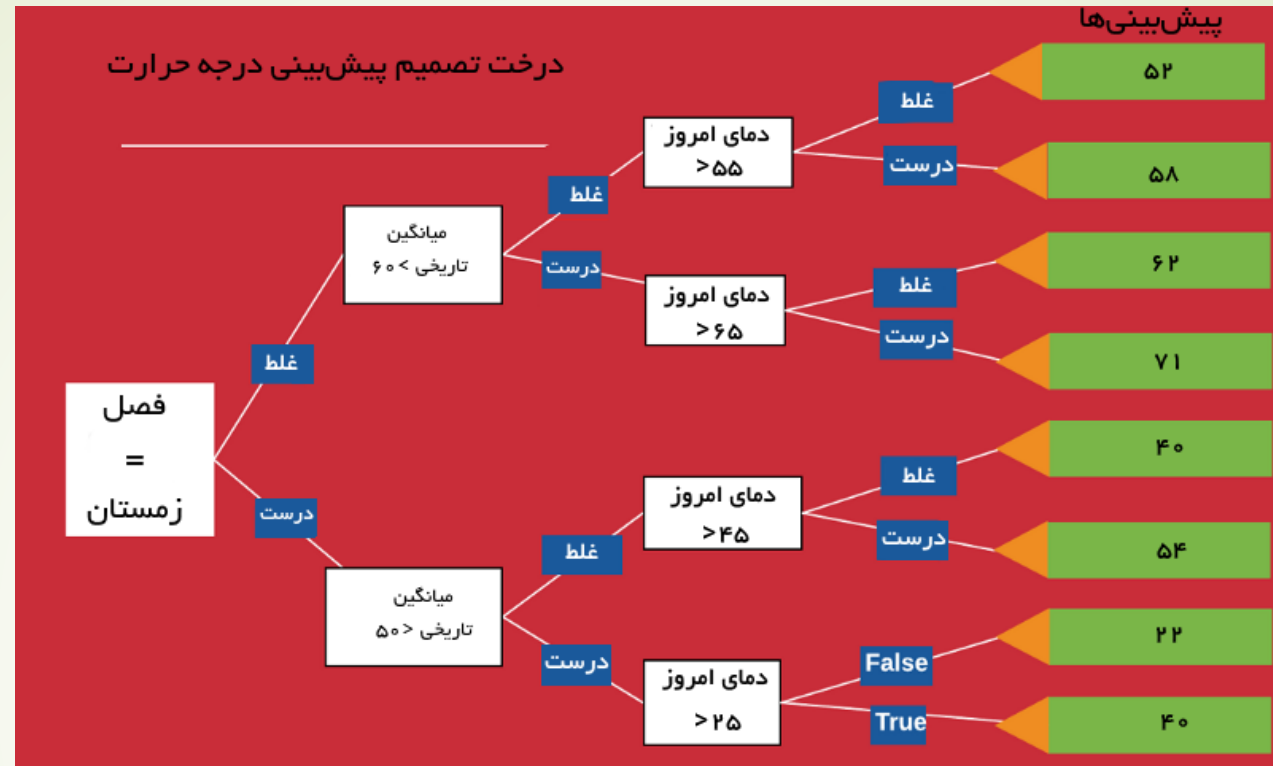 پیش‌بینی‌ها
درخت تصمیم پیش‌بینی درجه حرارت
۵۲
غلط
دمای امروز
>۵۵
درست
۵۸
غلط
میانگین
تاریخی >۶۰
درست
۶۲
غلط
دمای امروز
>۶۵
درست
۷۱
غلط
فصل
=
زمستان
درست
۴۰
غلط
دمای امروز
>۴۵
درست
۵۴
غلط
میانگین
تاریخی <۵۰
درست
۲۲
False
دمای امروز
>۲۵
True
۴۰